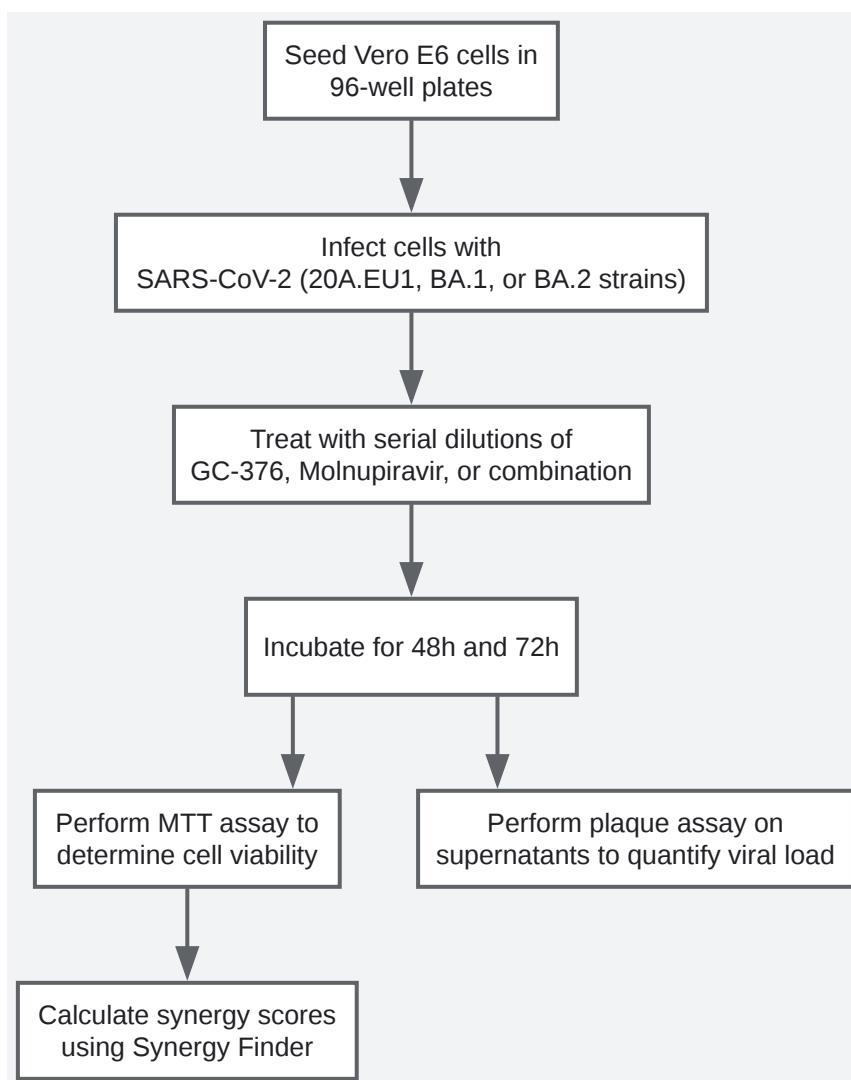 Seed Vero E6 cells in
96-well plates
Infect cells with
SARS-CoV-2 (20A.EU1, BA.1, or BA.2 strains)
Treat with serial dilutions of
GC-376, Molnupiravir, or combination
Incubate for 48h and 72h
Perform MTT assay to
determine cell viability
Perform plaque assay on
supernatants to quantify viral load
Calculate synergy scores
using Synergy Finder